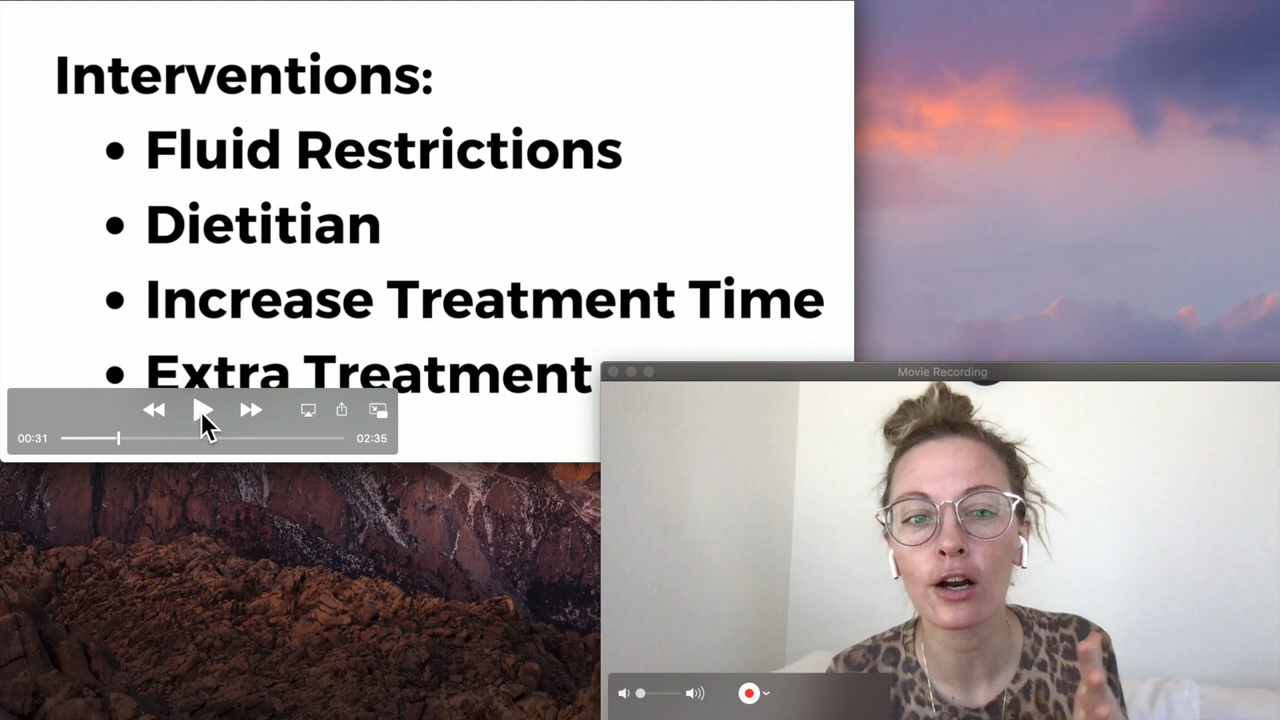 Interventions:
• Fluid Restrictions
• Dietitian
• Increase Treatment Time
• Extra Treatment
00:31
02:35
Movie Recording